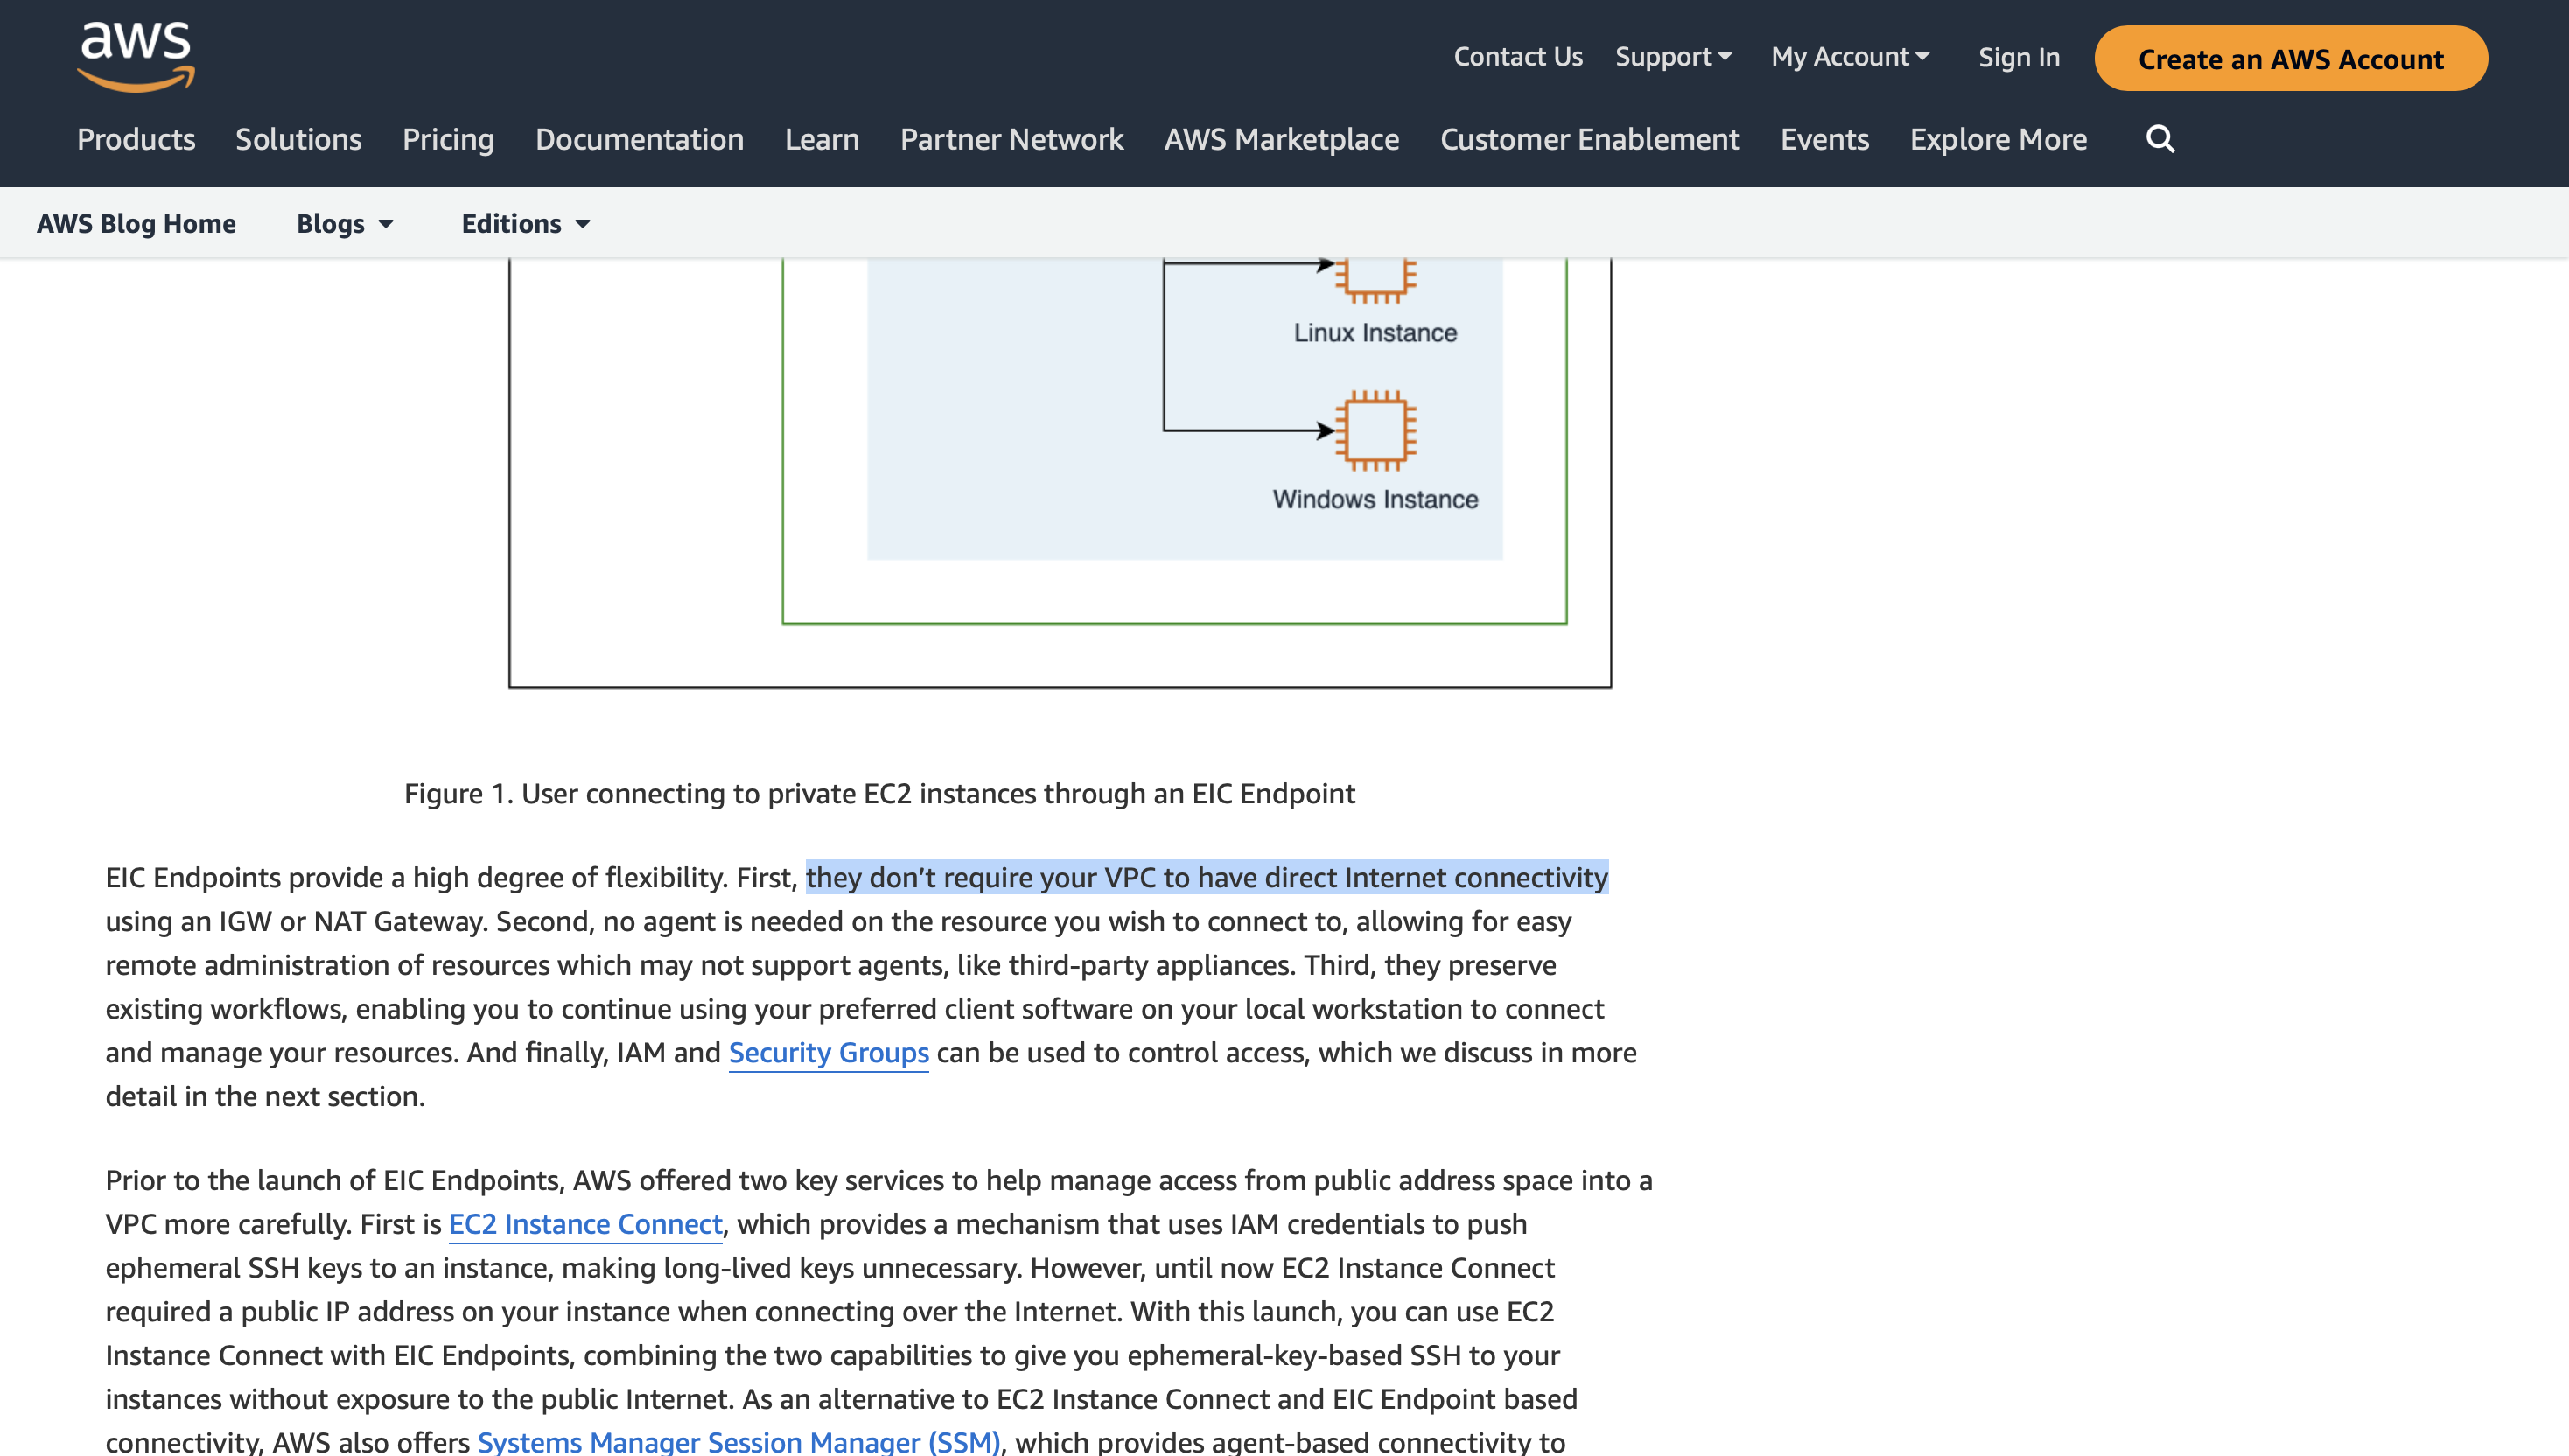 aws
Contact Us Support My Account Sign In Create an AWS Account
Products Solutions Pricing Documentation Learn Partner Network AWS Marketplace Customer Enablement Events Explore More
AWS Blog Home Blogs Editions
Linux Instance
Windows Instance
Figure 1. User connecting to private EC2 instances through an EIC Endpoint
EIC Endpoints provide a high degree of flexibility. First, they don’t require your VPC to have direct Internet connectivity
using an IGW or NAT Gateway. Second, no agent is needed on the resource you wish to connect to, allowing for easy
remote administration of resources which may not support agents, like third-party appliances. Third, they preserve
existing workflows, enabling you to continue using your preferred client software on your local workstation to connect
and manage your resources. And finally, IAM and Security Groups can be used to control access, which we discuss in more
detail in the next section.
Prior to the launch of EIC Endpoints, AWS offered two key services to help manage access from public address space into a
VPC more carefully. First is EC2 Instance Connect, which provides a mechanism that uses IAM credentials to push
ephemeral SSH keys to an instance, making long-lived keys unnecessary. However, until now EC2 Instance Connect
required a public IP address on your instance when connecting over the Internet. With this launch, you can use EC2
Instance Connect with EIC Endpoints, combining the two capabilities to give you ephemeral-key-based SSH to your
instances without exposure to the public Internet. As an alternative to EC2 Instance Connect and EIC Endpoint based
connectivity, AWS also offers Systems Manager Session Manager (SSM), which provides agent-based connectivity to